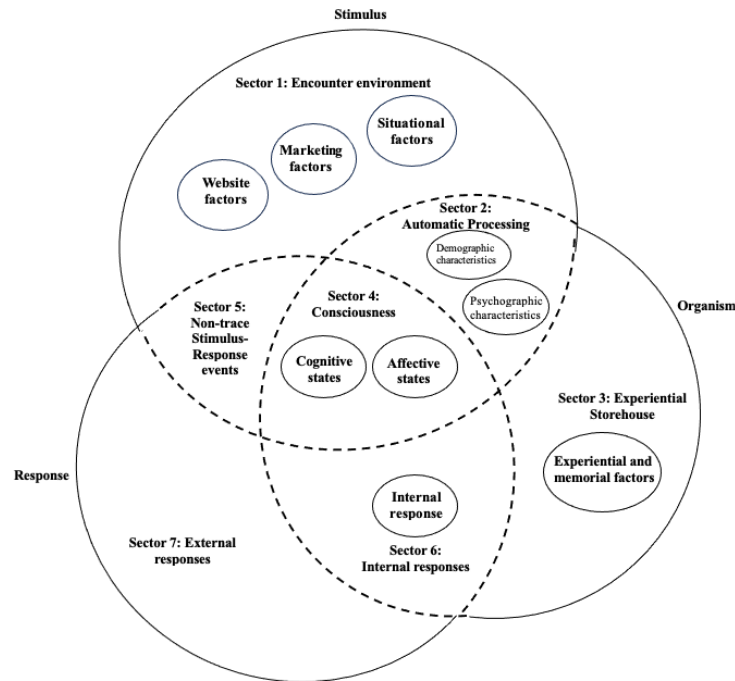 Stimulus
Sector 1: Encounter environment
Situational
factors
Marketing
factors
Website
factors
Sector 2:
Automatic Processing
Demographic
characteristics
Psychographic
characteristics
Organism
Sector 5:
Non-trace
Stimulus-
Response
events
Sector 4:
Consciousness
Cognitive
states
Affective
states
Sector 3: Experiential
Storehouse
Experiential and
memorial factors
Response
Internal
response
Sector 6:
Internal responses
Sector 7: External
responses